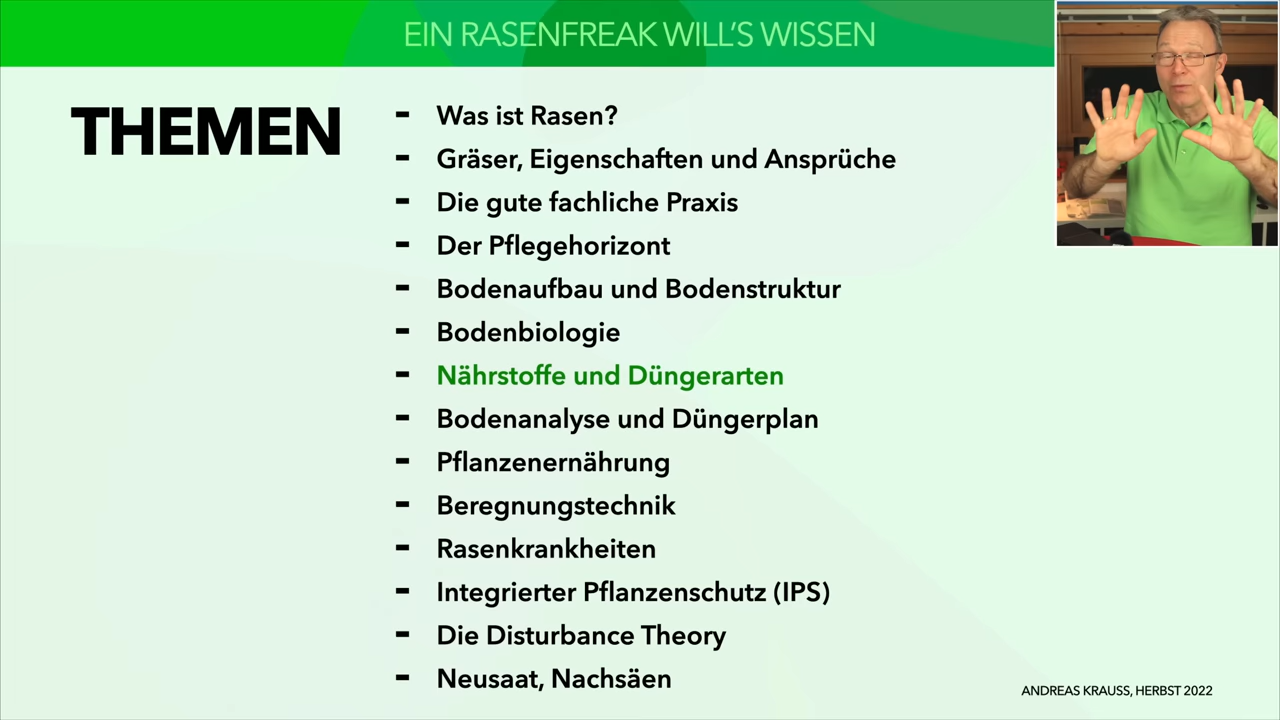 EIN RASENFREAK WILL'S WISSEN
THEMEN
- Was ist Rasen?
- Gräser, Eigenschaften und Ansprüche
- Die gute fachliche Praxis
- Der Pflegehorizont
- Bodenaufbau und Bodenstruktur
- Bodenbiologie
- Nährstoffe und Düngerarten
- Bodenanalyse und Düngerplan
- Pflanzenernährung
- Beregnungstechnik
- Rasenkrankheiten
- Integrierter Pflanzenschutz (IPS)
- Die Disturbance Theory
- Neusaat, Nachsäen
ANDREAS KRAUSS, HERBST 2022